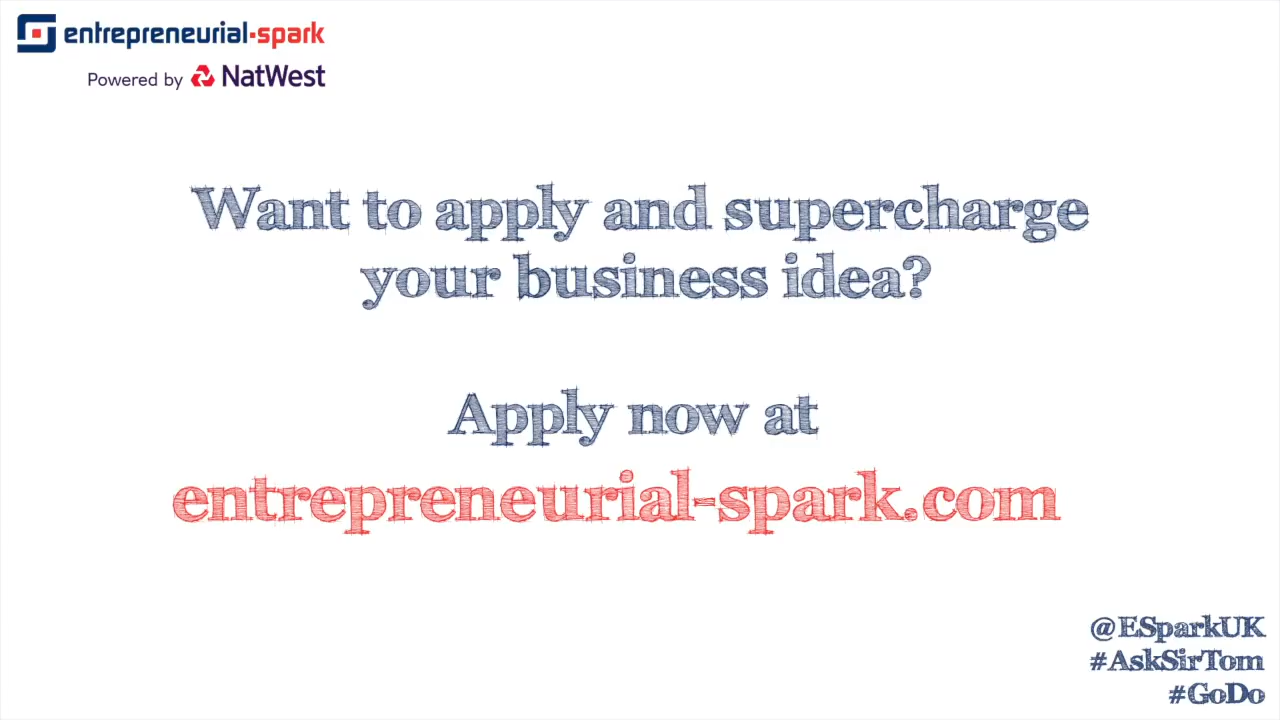 entrepreneurial·spark
Powered by NatWest
Want to apply and supercharge
your business idea?
Apply now at
entrepreneurial-spark.com
@ESparkUK
#AskSirTom
#GoDo